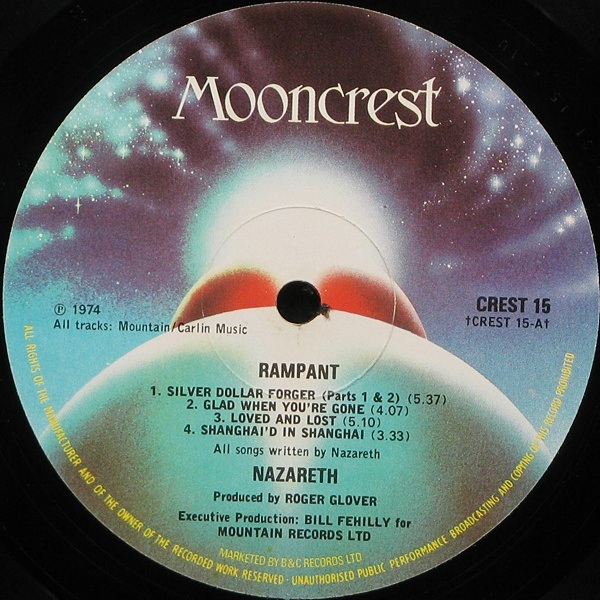 Mooncrest
℗ 1974
All tracks: Mountain/Carlin Music
CREST 15
†CREST 15-A†
RAMPANT
1. SILVER DOLLAR FORGER (Parts 1 & 2) (5.37)
2. GLAD WHEN YOU'RE GONE (4.07)
3. LOVED AND LOST (5.10)
4. SHANGHAI'D IN SHANGHAI (3.33)
All songs written by Nazareth
NAZARETH
Produced by ROGER GLOVER
Executive Production: BILL FEHILLY for
MOUNTAIN RECORDS LTD
MARKETED BY B&C RECORDS LTD
ALL RIGHTS OF THE MANUFACTURER AND OF THE OWNER OF THE RECORDED WORK RESERVED · UNAUTHORISED PUBLIC PERFORMANCE BROADCASTING AND COPYING OF THIS RECORD PROHIBITED